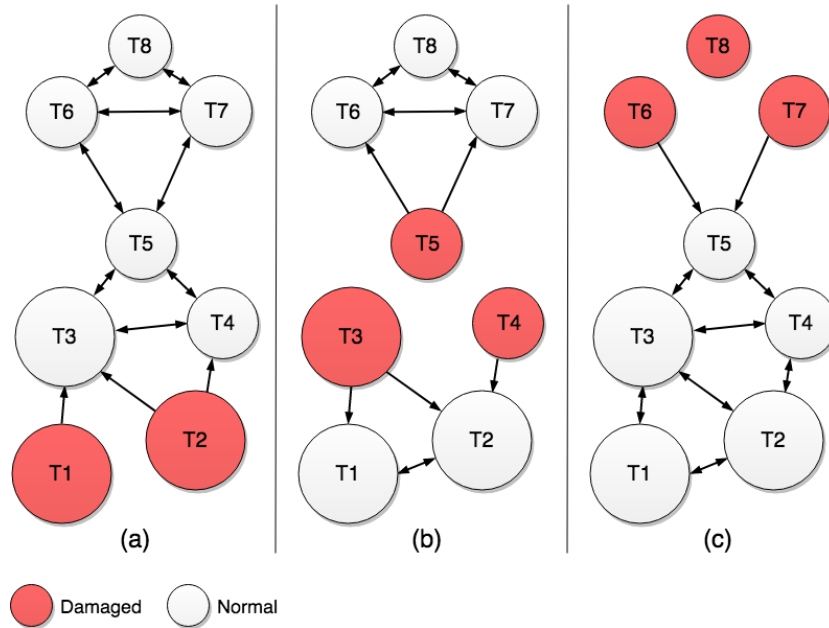 T8
T6
T7
T5
T3
T4
T2
T1
(a)
T8
T6
T7
T5
T3
T4
T2
T1
(b)
T8
T6
T7
T5
T3
T4
T2
T1
(c)
Damaged
Normal